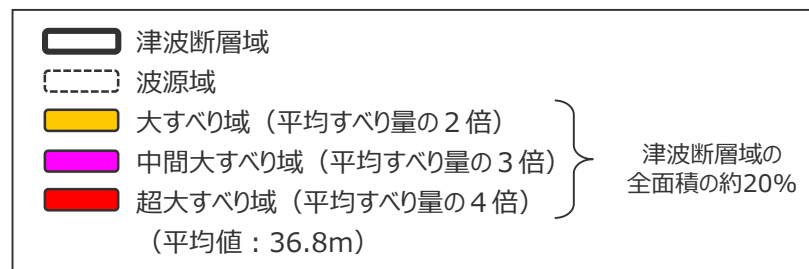 津波断層域
波源域
大すべり域（平均すべり量の２倍）
中間大すべり域（平均すべり量の３倍）
超大すべり域（平均すべり量の４倍）
（平均値：36.8m）
津波断層域の
全面積の約20%